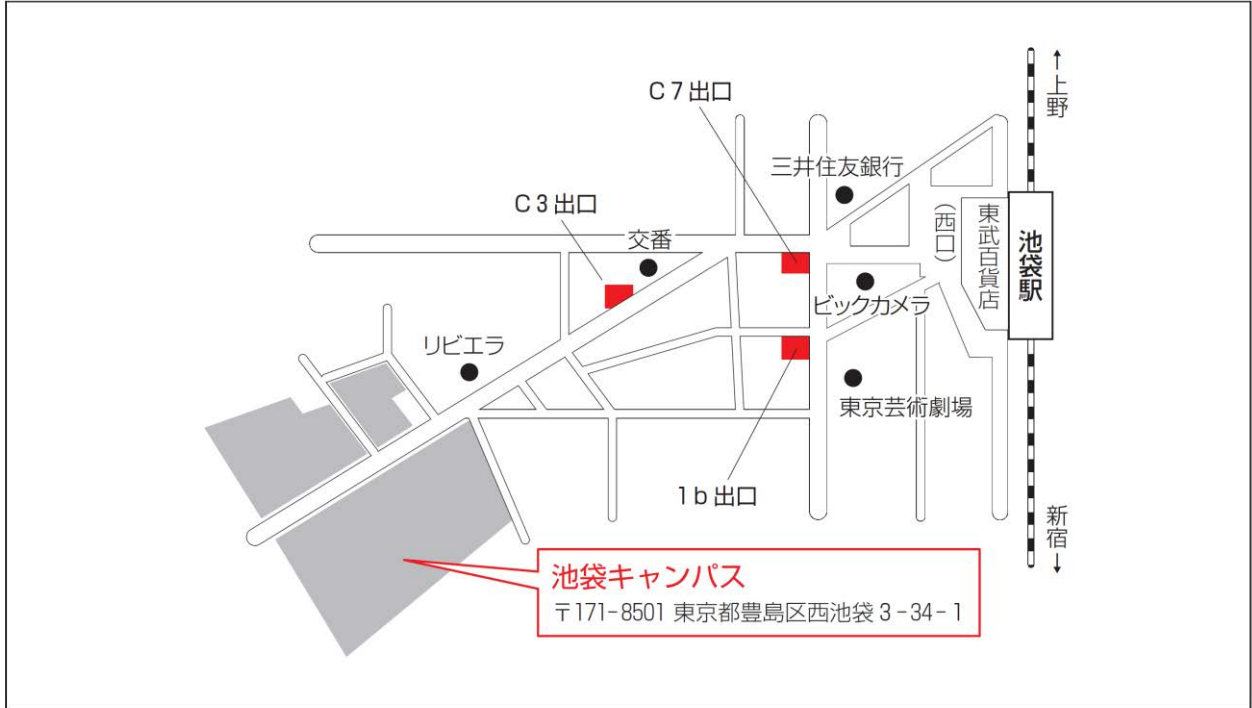 ↑上野
C7出口
三井住友銀行
C3出口
交番
(西口)
東武百貨店
池袋駅
ビックカメラ
リビエラ
東京芸術劇場
1b出口
新宿↓
池袋キャンパス
〒171-8501 東京都豊島区西池袋3-34-1